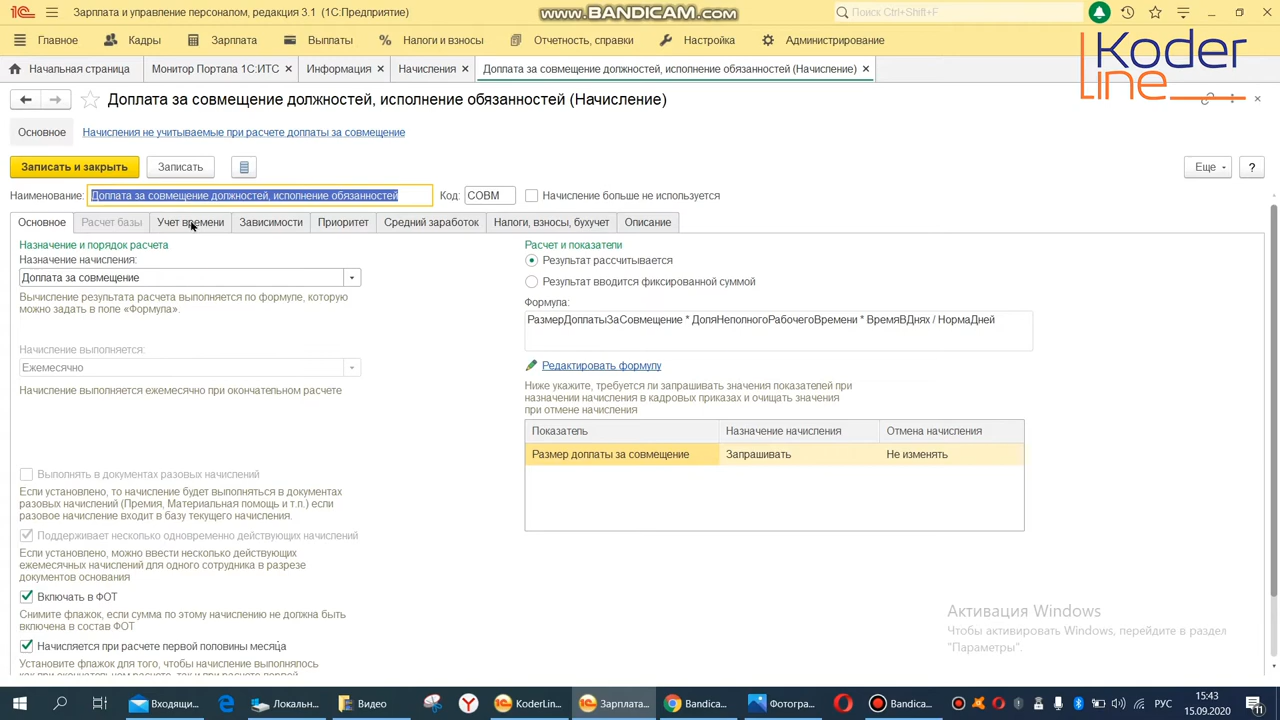 Зарплата и управление персоналом, редакция 3.1 (1С:Предприятие)
www.BANDICAM.com
Поиск Ctrl+Shift+F
Главное
Кадры
Зарплата
Выплаты
Налоги и взносы
Отчетность, справки
Настройка
Администрирование
Koder
line
Начальная страница
Монитор Портала 1С:ИТС ×
Информация ×
Начисления ×
Доплата за совмещение должностей, исполнение обязанностей (Начисление) ×
Доплата за совмещение должностей, исполнение обязанностей (Начисление)
Основное
Начисления не учитываемые при расчете доплаты за совмещение
Записать и закрыть
Записать
Еще
?
Наименование:
Доплата за совмещение должностей, исполнение обязанностей
Код:
СОВМ
Начисление больше не используется
Основное
Расчет базы
Учет времени
Зависимости
Приоритет
Средний заработок
Налоги, взносы, бухучет
Описание
Назначение и порядок расчета
Назначение начисления:
Доплата за совмещение
Вычисление результата расчета выполняется по формуле, которую
можно задать в поле «Формула».
Начисление выполняется:
Ежемесячно
Начисление выполняется ежемесячно при окончательном расчете
Выполнять в документах разовых начислений
Если установлено, то начисление будет выполняться в документах
разовых начислений (Премия, Материальная помощь и т.п.) если
разовое начисление входит в базу текущего начисления.
Поддерживает несколько одновременно действующих начислений
Если установлено, можно ввести несколько действующих
ежемесячных начислений для одного сотрудника в разрезе
документов основания
Включать в ФОТ
Снимите флажок, если сумма по этому начислению не должна быть
включена в состав ФОТ
Начисляется при расчете первой половины месяца
Установите флажок для того, чтобы начисление выполнялось
Расчет и показатели
Результат рассчитывается
Результат вводится фиксированной суммой
Формула:
РазмерДоплатыЗаСовмещение * ДоляНеполногоРабочегоВремени * ВремяВДнях / НормаДней
Редактировать формулу
Ниже укажите, требуется ли запрашивать значения показателей при
назначении начисления в кадровых приказах и очищать значения
при отмене начисления
Показатель
Назначение начисления
Отмена начисления
Размер доплаты за совмещение
Запрашивать
Не изменять
Активация Windows
Чтобы активировать Windows, перейдите в раздел
"Параметры".
Входящи...
Локальн...
Видео
KoderLin...
Зарплата...
Bandica...
Фотогра...
Bandica...
РУС
15:43
15.09.2020
11